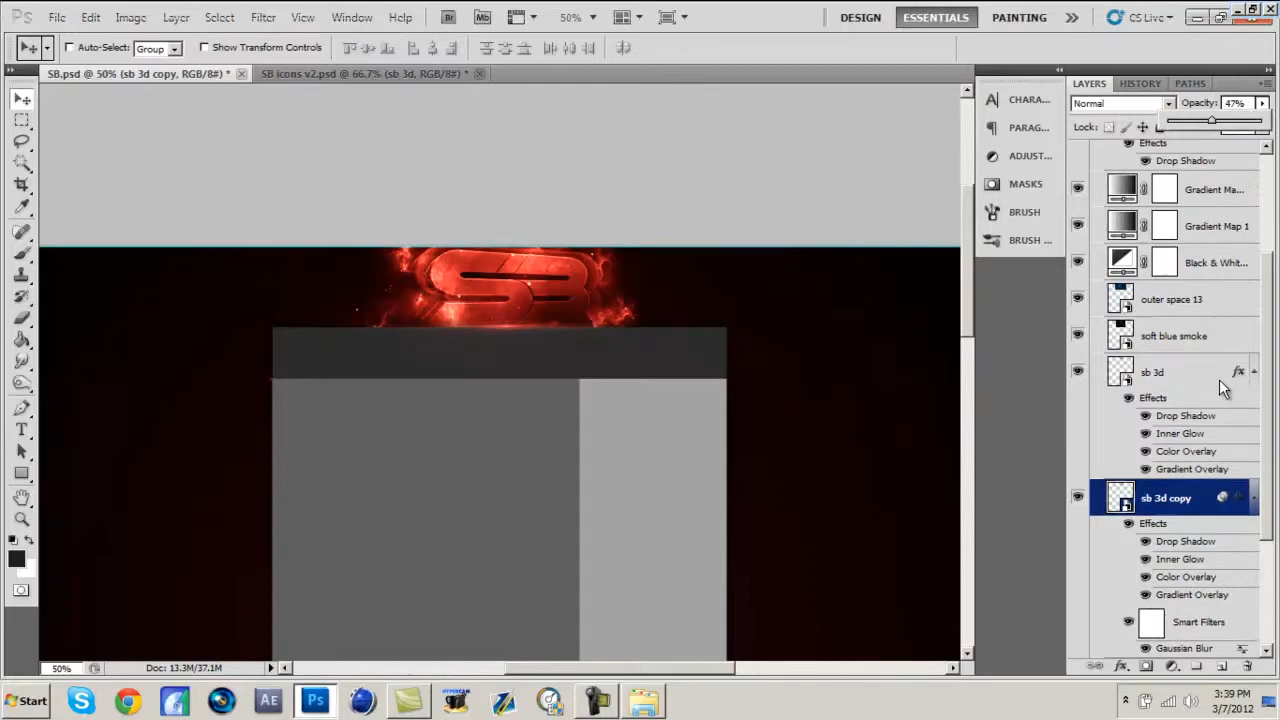 Ps File Edit Image Layer Select Filter View Window Help Br Mb 50% DESIGN ESSENTIALS PAINTING CS Live
Auto-Select: Group Show Transform Controls
SB.psd @ 50% (sb 3d copy, RGB/8#) * SB icons v2.psd @ 66.7% (sb 3d, RGB/8#) *
LAYERS HISTORY PATHS
Normal Opacity: 47%
Lock:
CHARA...
PARAG...
ADJUST...
MASKS
BRUSH
BRUSH ...
Effects
Drop Shadow
Gradient Ma...
Gradient Map 1
Black & Whit...
outer space 13
soft blue smoke
sb 3d fx
Effects
Drop Shadow
Inner Glow
Color Overlay
Gradient Overlay
sb 3d copy
Effects
Drop Shadow
Inner Glow
Color Overlay
Gradient Overlay
Smart Filters
Gaussian Blur
SB
50% Doc: 13.3M/37.1M
Start AE Ps HYPERCAM
3:39 PM
3/7/2012